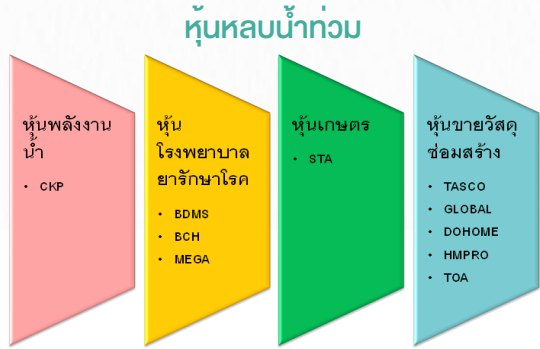 หุ้นหลบน้ำท่วม
หุ้นพลังงาน
น้ำ
• CKP
หุ้น
โรงพยาบาล
ยารักษาโรค
• BDMS
• BCH
• MEGA
หุ้นเกษตร
• STA
หุ้นขายวัสดุ
ซ่อมสร้าง
• TASCO
• GLOBAL
• DOHOME
• HMPRO
• TOA